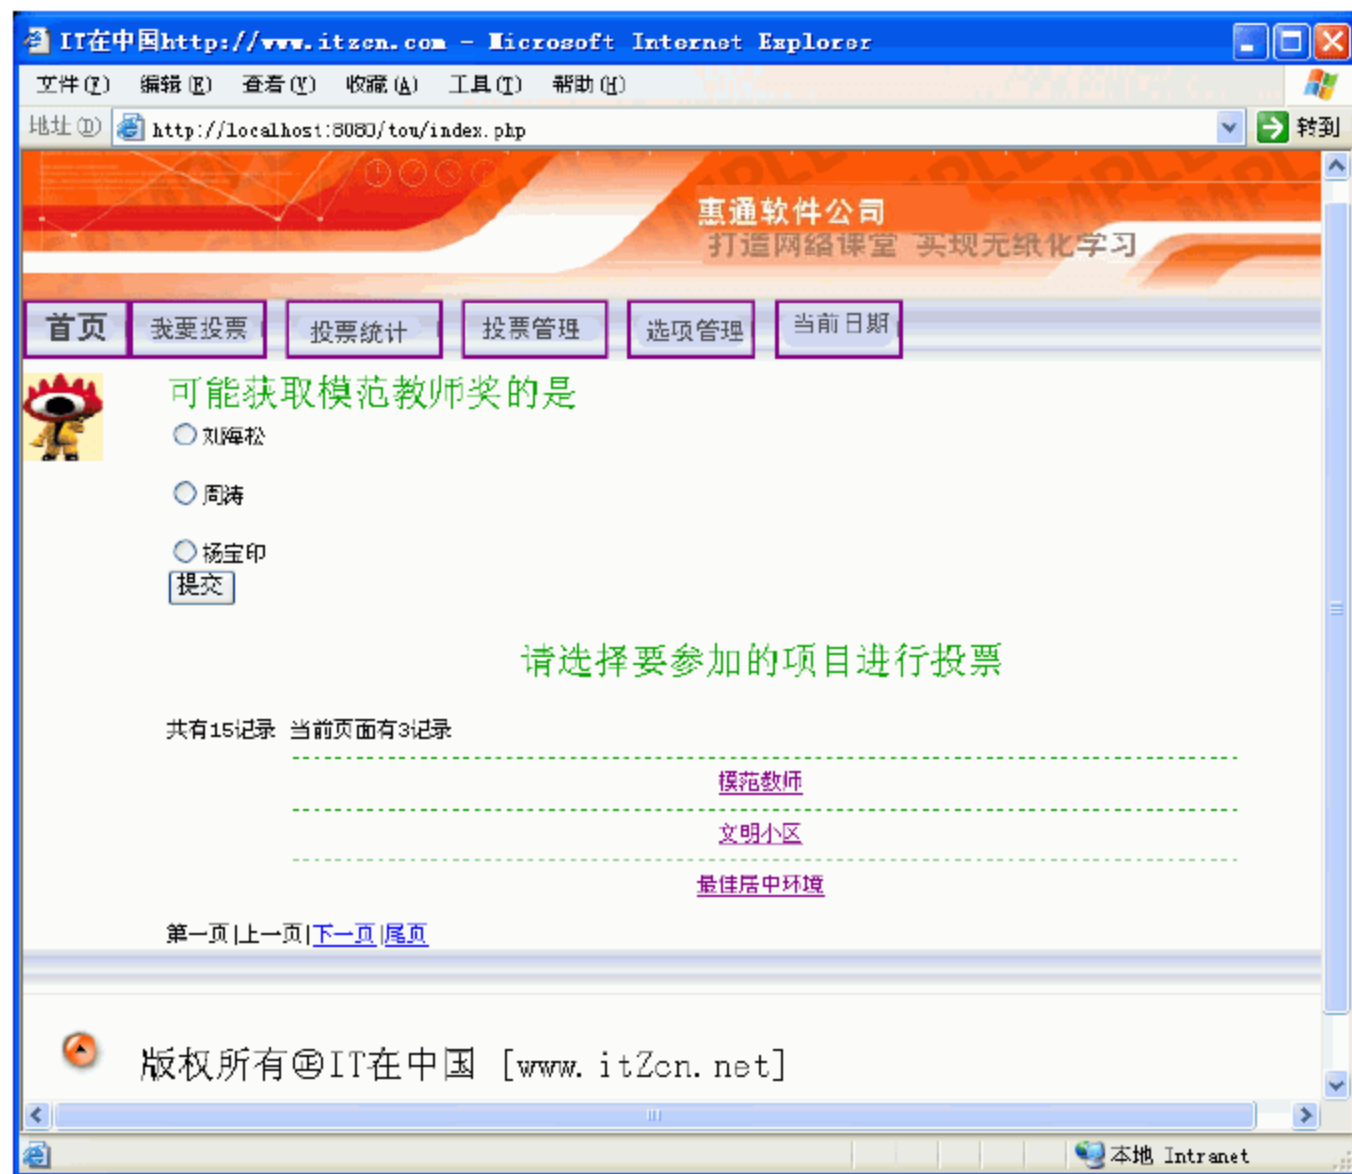 IT在中国http://www.itzcn.com - Microsoft Internet Explorer
文件(F) 编辑(E) 查看(V) 收藏(A) 工具(T) 帮助(H)
地址(D) http://localhost:8080/tou/index.php 转到
惠通软件公司
打造网络课堂 实现无纸化学习
首页 我要投票 投票统计 投票管理 选项管理 当前日期
可能获取模范教师奖的是
刘海松
周涛
杨宝印
提交
请选择要参加的项目进行投票
共有15记录 当前页面有3记录
模范教师
文明小区
最佳居中环境
第一页|上一页|下一页|尾页
版权所有㊣IT在中国 [www.itZcn.net]
本地 Intranet